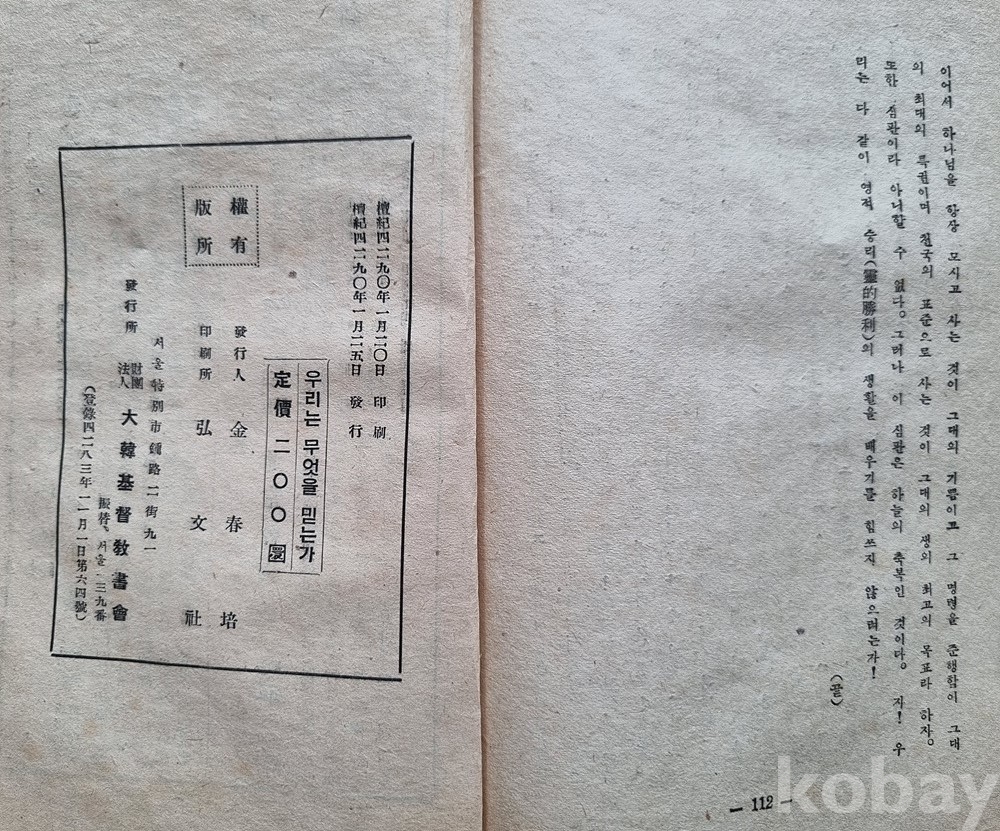 이어서 하나님을 항상 모시고 사는 것이 그대의 기쁨이고 그 명령을 준행함이 그대
의 최대의 특권이며 천국의 표준으로 사는 것이 그대의 생의 최고의 목표라 하자。
또한 심판이라 아니할 수 없다。그러나 이 심판은 하늘의 축복인 것이다。 자! 우
리는 다 같이 영적 승리(靈的勝利)의 생활을 배우기를 힘쓰지 않으려는가!
(끝)
— 112 —
檀紀四二九〇年一月二〇日 印刷
檀紀四二九〇年一月二五日 發行
우리는 무엇을 믿는가
定價 二〇〇圜
權有
版所
發行人 金春培
印刷所 弘文社
서울特別市鍾路二街九一
發行所 財團法人 大韓基督敎書會
振替、서울 三九番
(登錄四二八三年一一月一日第六四號)
kobay